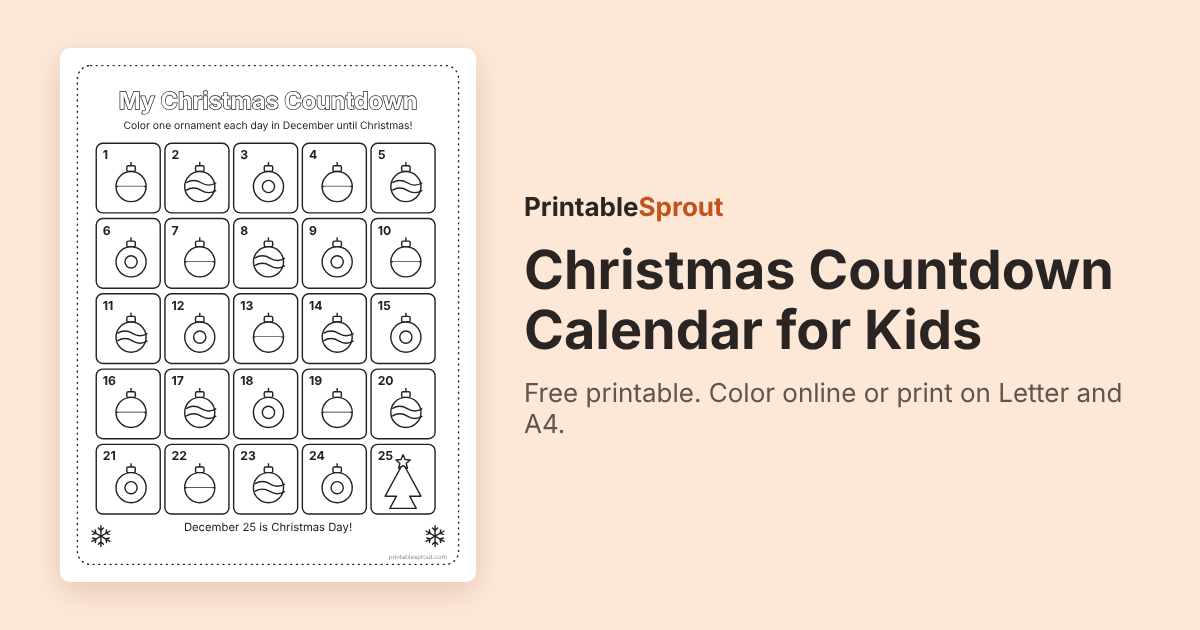 My Christmas Countdown
Color one ornament each day in December until Christmas!
1 2 3 4 5
6 7 8 9 10
11 12 13 14 15
16 17 18 19 20
21 22 23 24 25
December 25 is Christmas Day!
printablesprout.com
PrintableSprout
Christmas Countdown
Calendar for Kids
Free printable. Color online or print on Letter and
A4.